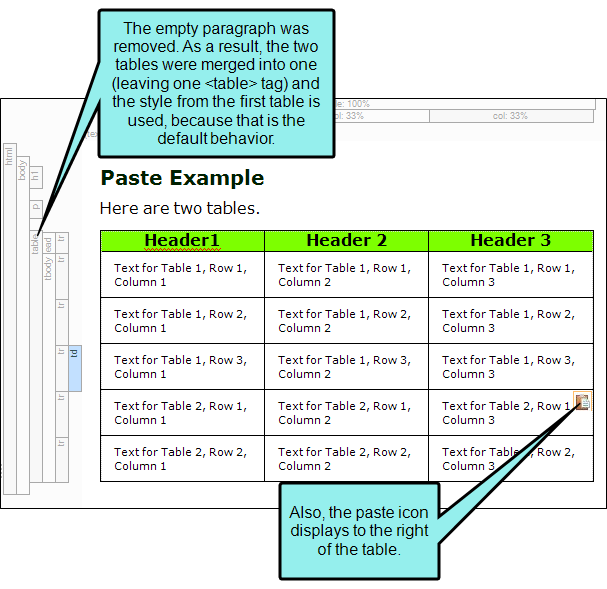 The empty paragraph was
removed. As a result, the two
tables were merged into one
(leaving one <table> tag) and
the style from the first table is
used, because that is the
default behavior.
100%
col: 33%
html
body
h1
p
table
tbody
tr
tr
tr
tr
tr
tr
td
Paste Example
Here are two tables.
Header1 Header 2 Header 3
Text for Table 1, Row 1, Text for Table 1, Row 1, Text for Table 1, Row 1,
Column 1 Column 2 Column 3
Text for Table 1, Row 2, Text for Table 1, Row 2, Text for Table 1, Row 2,
Column 1 Column 2 Column 3
Text for Table 1, Row 3, Text for Table 1, Row 3, Text for Table 1, Row 3,
Column 1 Column 2 Column 3
Text for Table 2, Row 1, Text for Table 2, Row 1, Text for Table 2, Row 1
Column 1 Column 2 Column 3
Text for Table 2, Row 2, Text for Table 2, Row 2, Text for Row 2,
Column 1 Column 2 Column 3
Also, the paste icon
displays to the right
of the table.